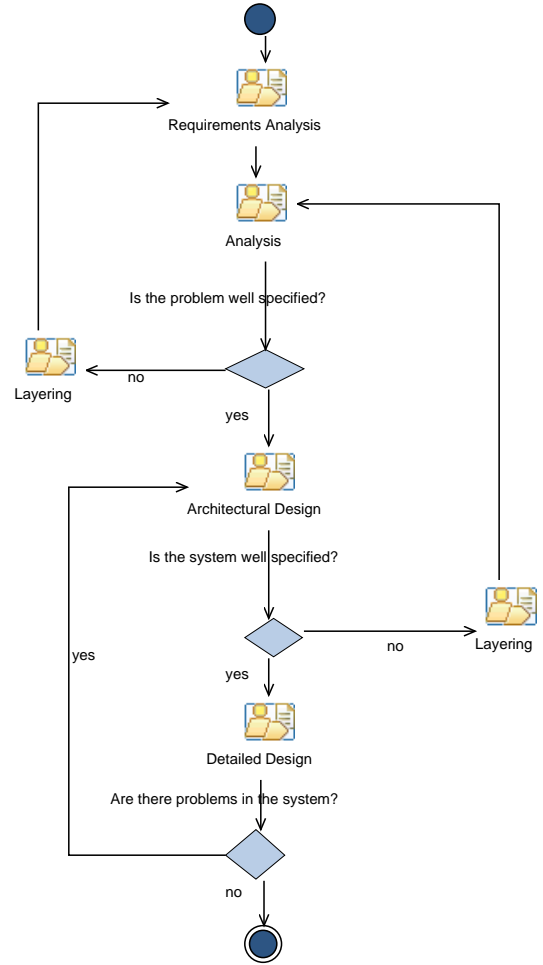 Requirements Analysis
Analysis
Is the problem well specified?
no
Layering
yes
Architectural Design
Is the system well specified?
no
Layering
yes
yes
Detailed Design
Are there problems in the system?
no